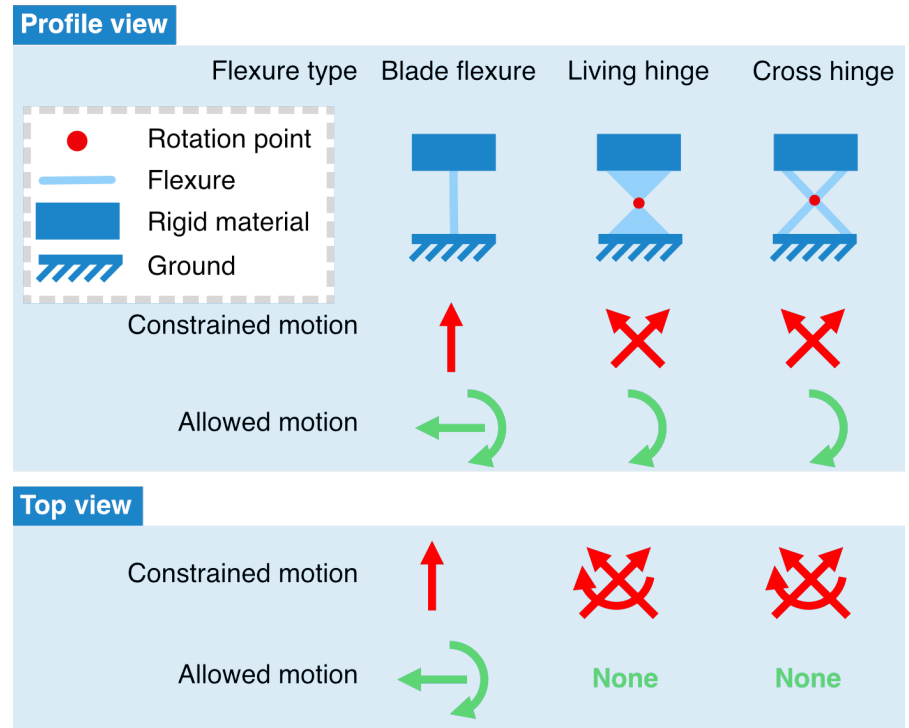 Profile view
Flexure type Blade flexure Living hinge Cross hinge
Rotation point
Flexure
Rigid material
Ground
Constrained motion
Allowed motion
Top view
Constrained motion
Allowed motion None None